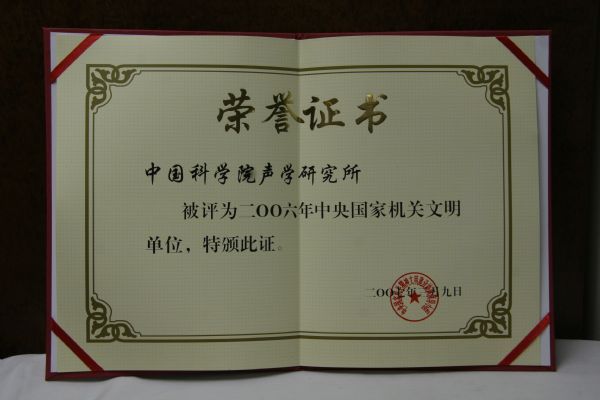 荣誉证书
中国科学院声学研究所
被评为二〇〇六年中央国家机关文明
单位，特颁此证。
二〇〇七年 月九日